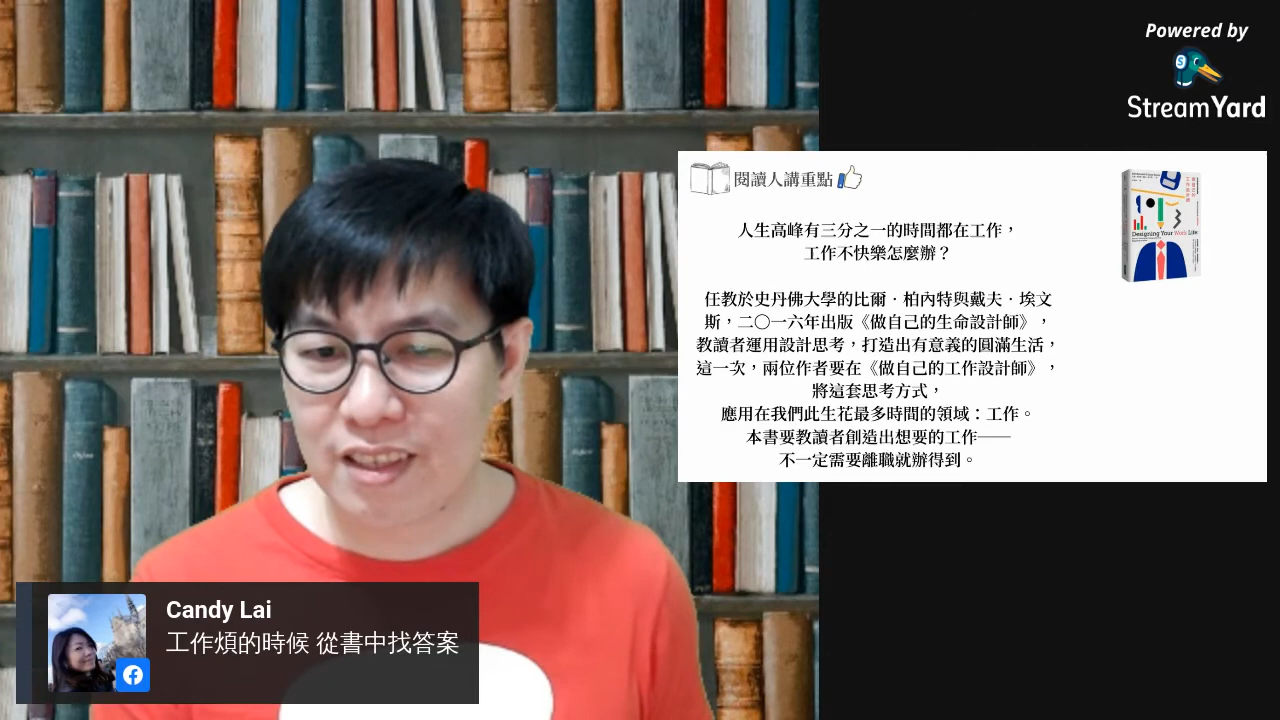 Powered by
StreamYard
閱讀人講重點
人生高峰有三分之一的時間都在工作，
工作不快樂怎麼辦？
任教於史丹佛大學的比爾．柏內特與戴夫．埃文
斯，二〇一六年出版《做自己的生命設計師》，
教讀者運用設計思考，打造出有意義的圓滿生活，
這一次，兩位作者要在《做自己的工作設計師》，
將這套思考方式，
應用在我們此生花最多時間的領域：工作。
本書要教讀者創造出想要的工作——
不一定需要離職就辦得到。
Designing Your Work Life
Candy Lai
工作煩的時候 從書中找答案